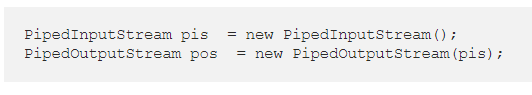 PipedInputStream pis  = new PipedInputStream();
PipedOutputStream pos  = new PipedOutputStream(pis);